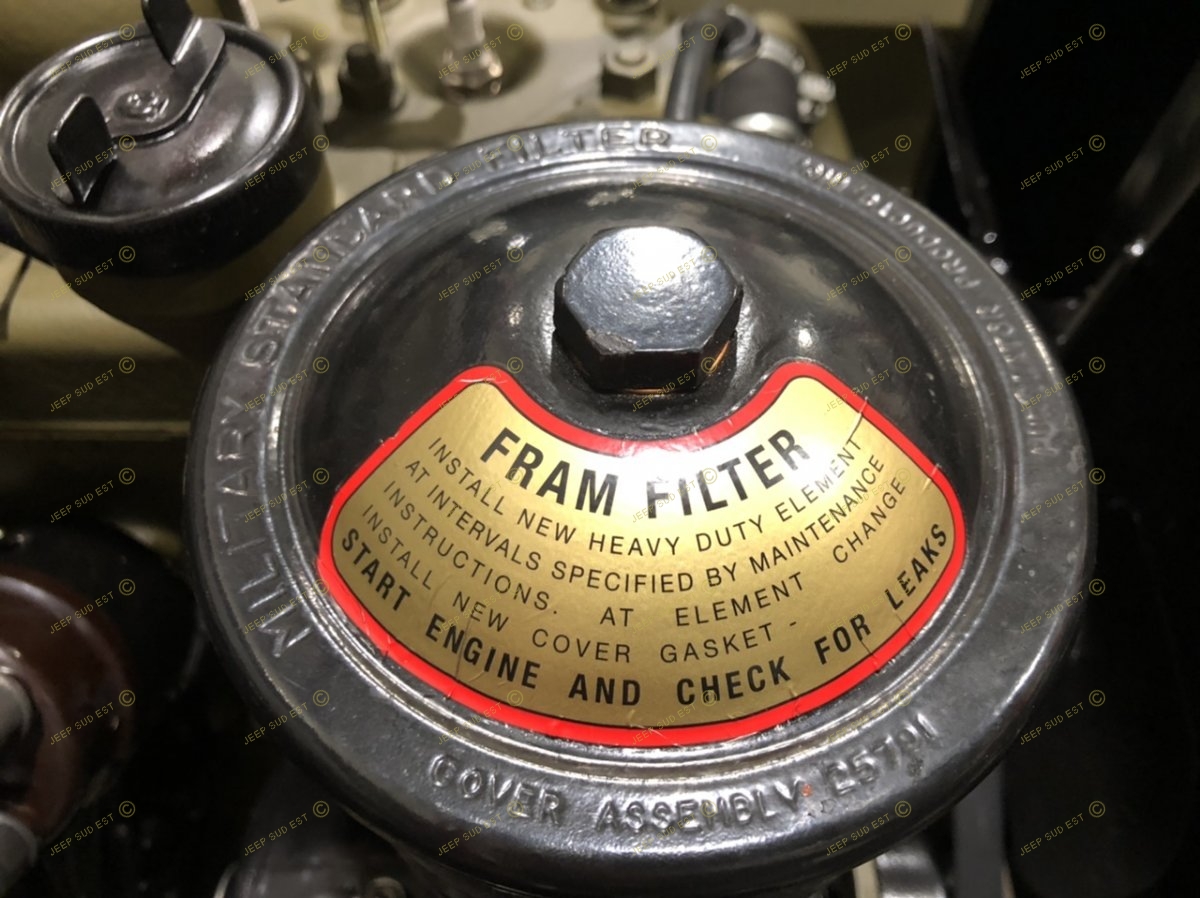 MILITARY STANDARD FILTER
FRAM FILTER
INSTALL NEW HEAVY DUTY ELEMENT
AT INTERVALS SPECIFIED BY MAINTENANCE
INSTRUCTIONS. AT ELEMENT CHANGE
INSTALL NEW COVER GASKET -
START ENGINE AND CHECK FOR LEAKS
COVER ASSEMBLY
JEEP SUD EST ©